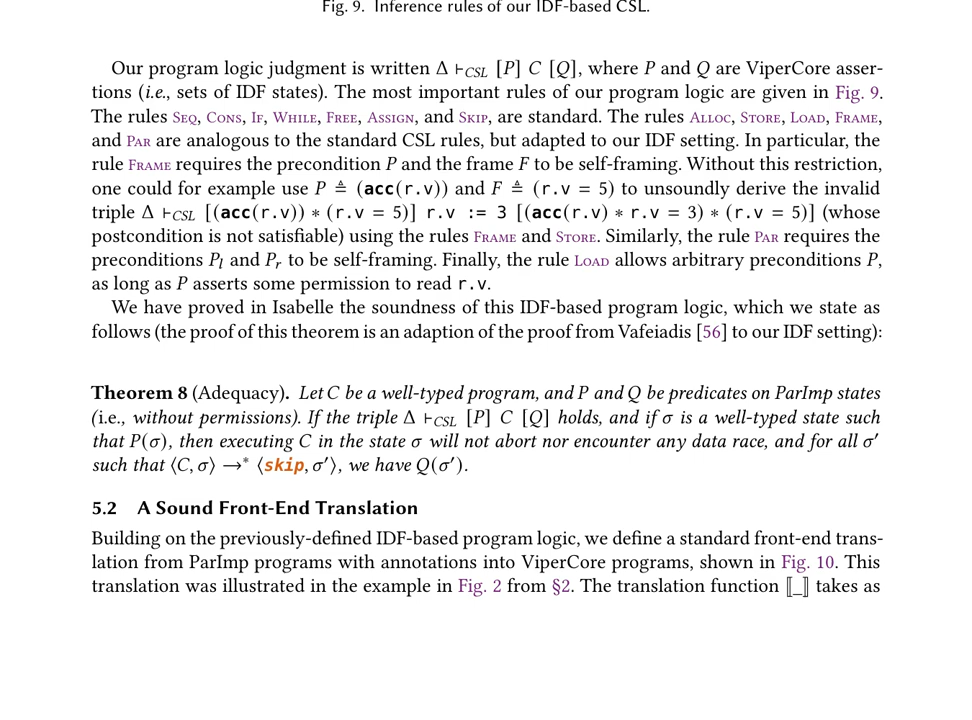 Fig. 9. Inference rules of our IDF-based CSL.
Our program logic judgment is written Δ ⊢CSL [P] C [Q], where P and Q are ViperCore asser-
tions (i.e., sets of IDF states). The most important rules of our program logic are given in Fig. 9.
The rules Seq, Cons, If, While, Free, Assign, and Skip, are standard. The rules Alloc, Store, Load, Frame,
and Par are analogous to the standard CSL rules, but adapted to our IDF setting. In particular, the
rule Frame requires the precondition P and the frame F to be self-framing. Without this restriction,
one could for example use P ≜ (acc(r.v)) and F ≜ (r.v = 5) to unsoundly derive the invalid
triple Δ ⊢CSL [(acc(r.v)) ∗ (r.v = 5)] r.v := 3 [(acc(r.v) ∗ r.v = 3) ∗ (r.v = 5)] (whose
postcondition is not satisfiable) using the rules Frame and Store. Similarly, the rule Par requires the
preconditions Pl and Pr to be self-framing. Finally, the rule Load allows arbitrary preconditions P,
as long as P asserts some permission to read r.v.
We have proved in Isabelle the soundness of this IDF-based program logic, which we state as
follows (the proof of this theorem is an adaption of the proof from Vafeiadis [56] to our IDF setting):
Theorem 8 (Adequacy). Let C be a well-typed program, and P and Q be predicates on ParImp states
(i.e., without permissions). If the triple Δ ⊢CSL [P] C [Q] holds, and if σ is a well-typed state such
that P(σ), then executing C in the state σ will not abort nor encounter any data race, and for all σ′
such that ⟨C, σ⟩ →* ⟨skip, σ′⟩, we have Q(σ′).
5.2 A Sound Front-End Translation
Building on the previously-defined IDF-based program logic, we define a standard front-end trans-
lation from ParImp programs with annotations into ViperCore programs, shown in Fig. 10. This
translation was illustrated in the example in Fig. 2 from §2. The translation function ⟦_⟧ takes as